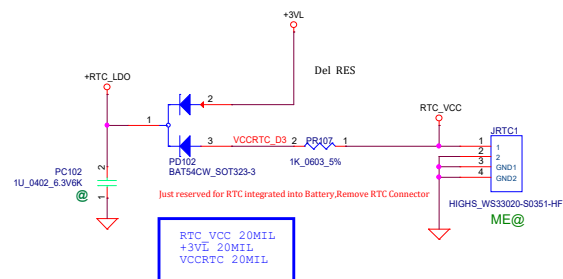 +3VL
+RTC_LDO
Del RES
2
RTC_VCC
1
JRTC1
3
VCCRTC_D3
2
PR107
1
1
1
2
2
3
GND1
4
GND2
PC102
1U_0402_6.3V6K
2
1
@
PD102
BAT54CW_SOT323-3
1K_0603_5%
Just reserved for RTC integrated into Battery,Remove RTC Connector
HIGHS_WS33020-S0351-HF
ME@
RTC_VCC 20MIL
+3VL 20MIL
VCCRTC 20MIL